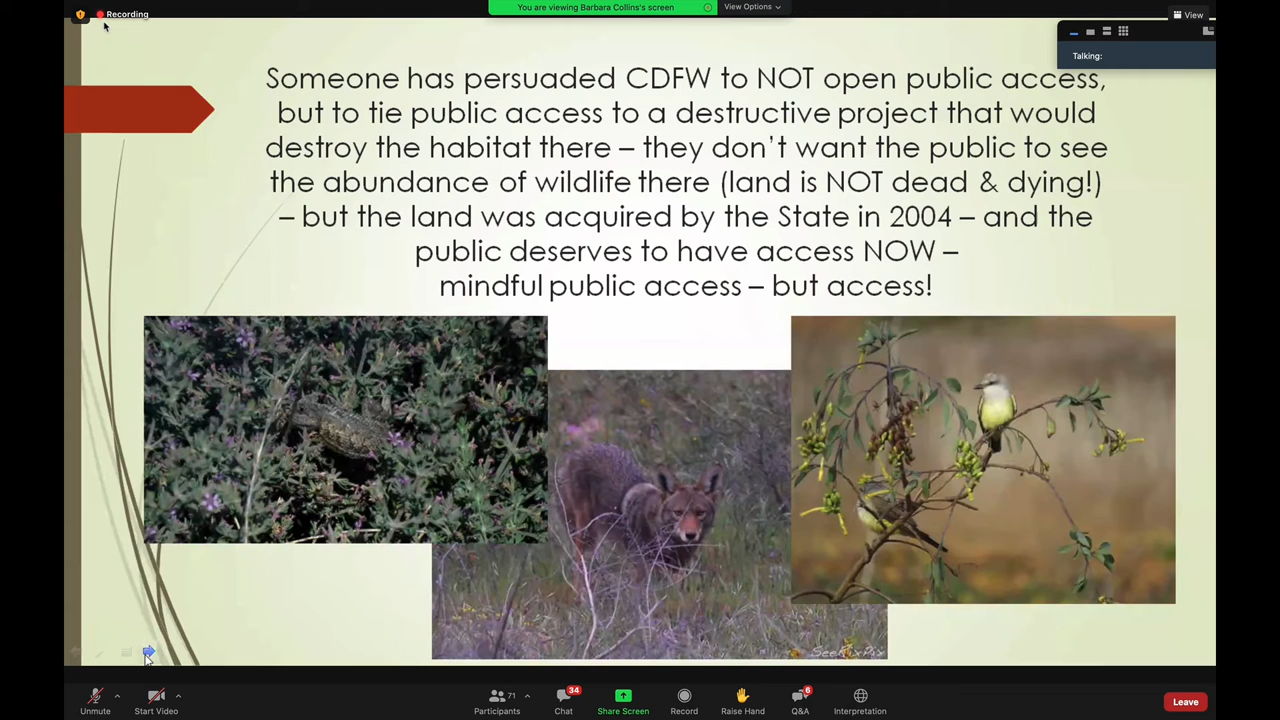 Recording
You are viewing Barbara Collins's screen
View Options
View
Talking:
Someone has persuaded CDFW to NOT open public access,
but to tie public access to a destructive project that would
destroy the habitat there – they don't want the public to see
the abundance of wildlife there (land is NOT dead & dying!)
– but the land was acquired by the State in 2004 – and the
public deserves to have access NOW –
mindful public access – but access!
SeeRixPix
Unmute
Start Video
71
Participants
34
Chat
Share Screen
Record
Raise Hand
6
Q&A
Interpretation
Leave